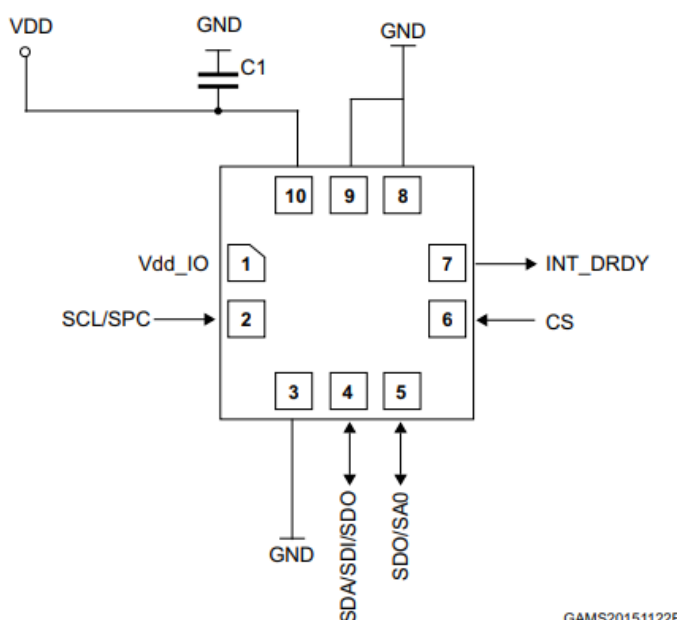 VDD
GND
C1
GND
10
9
8
Vdd_IO
1
7
INT_DRDY
SCL/SPC
2
6
CS
3
4
5
GND
SDA/SDI/SDO
SDO/SA0